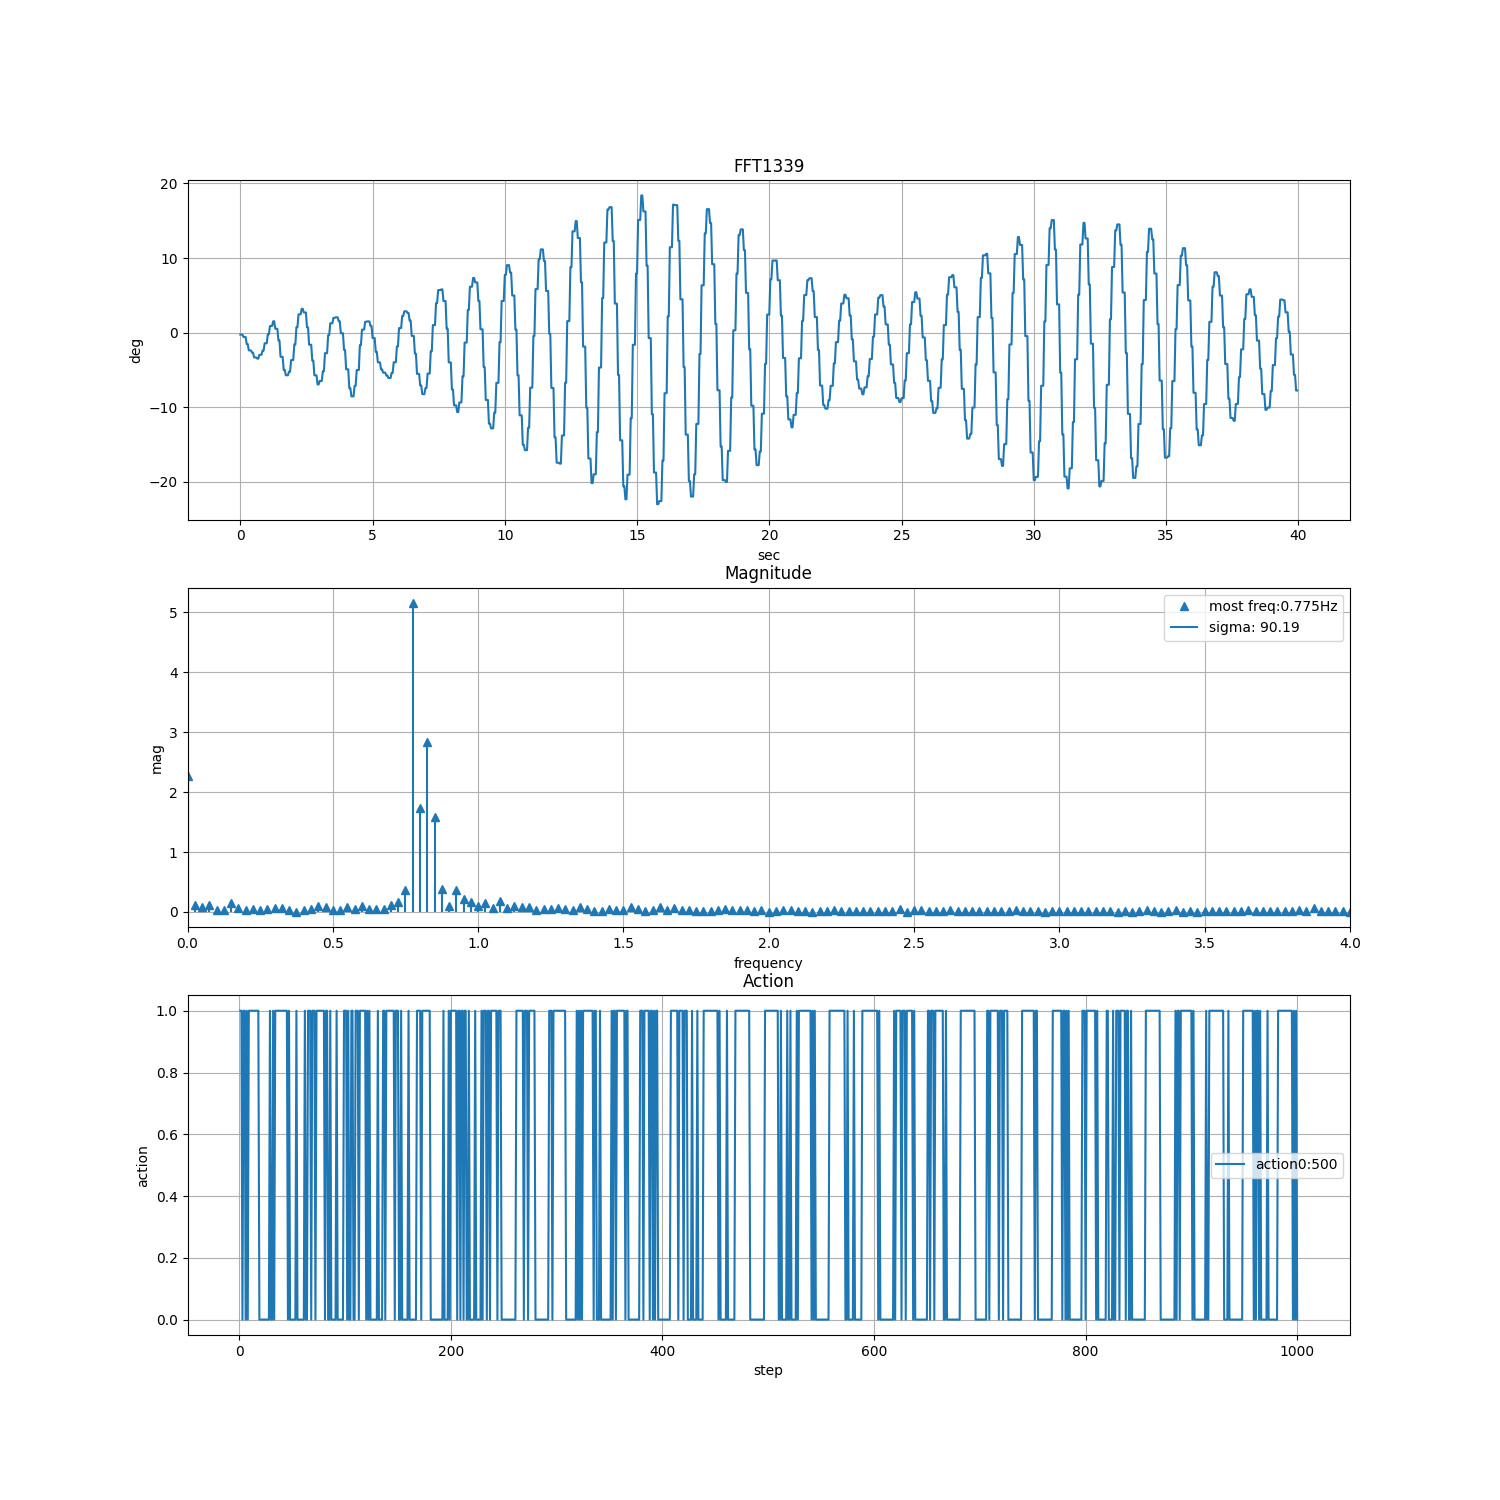 FFT1339
20
10
0
−10
−20
deg
0 5 10 15 20 25 30 35 40
sec
Magnitude
5
4
3
2
1
0
mag
most freq:0.775Hz
sigma: 90.19
0.0 0.5 1.0 1.5 2.0 2.5 3.0 3.5 4.0
frequency
Action
1.0
0.8
0.6
0.4
0.2
0.0
action
action0:500
0 200 400 600 800 1000
step